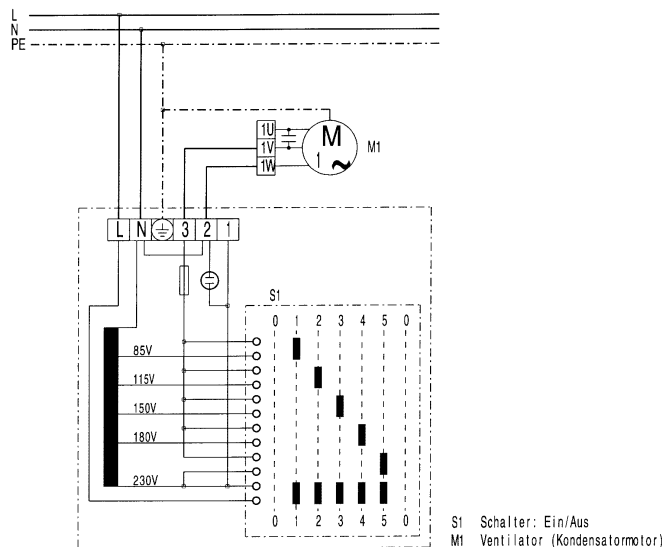 L
N
PE
1U
1V
1W
M
1 ~
M1
L N 3 2 1
S1
0 1 2 3 4 5 0
85V
115V
150V
180V
230V
0 1 2 3 4 5 0
S1 Schalter: Ein/Aus
M1 Ventilator (Kondensatormotor)